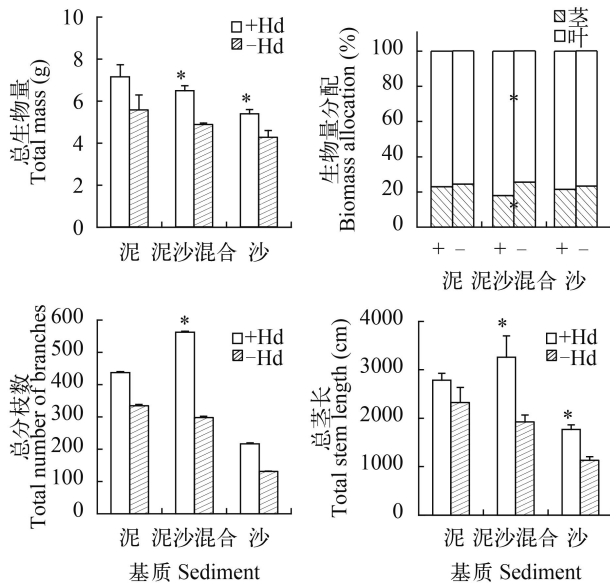 总生物量
Total mass (g)
10
8
6
4
2
0
+Hd
−Hd
*
*
泥
泥沙混合
沙
生物量分配
Biomass allocation (%)
100
80
60
40
20
0
茎
叶
*
*
+ − + − + −
泥
泥沙混合
沙
总分枝数
Total number of branches
600
500
400
300
200
100
0
*
+Hd
−Hd
泥
泥沙混合
沙
基质 Sediment
总茎长
Total stem length (cm)
4000
3000
2000
1000
0
*
*
+Hd
−Hd
泥
泥沙混合
沙
基质 Sediment